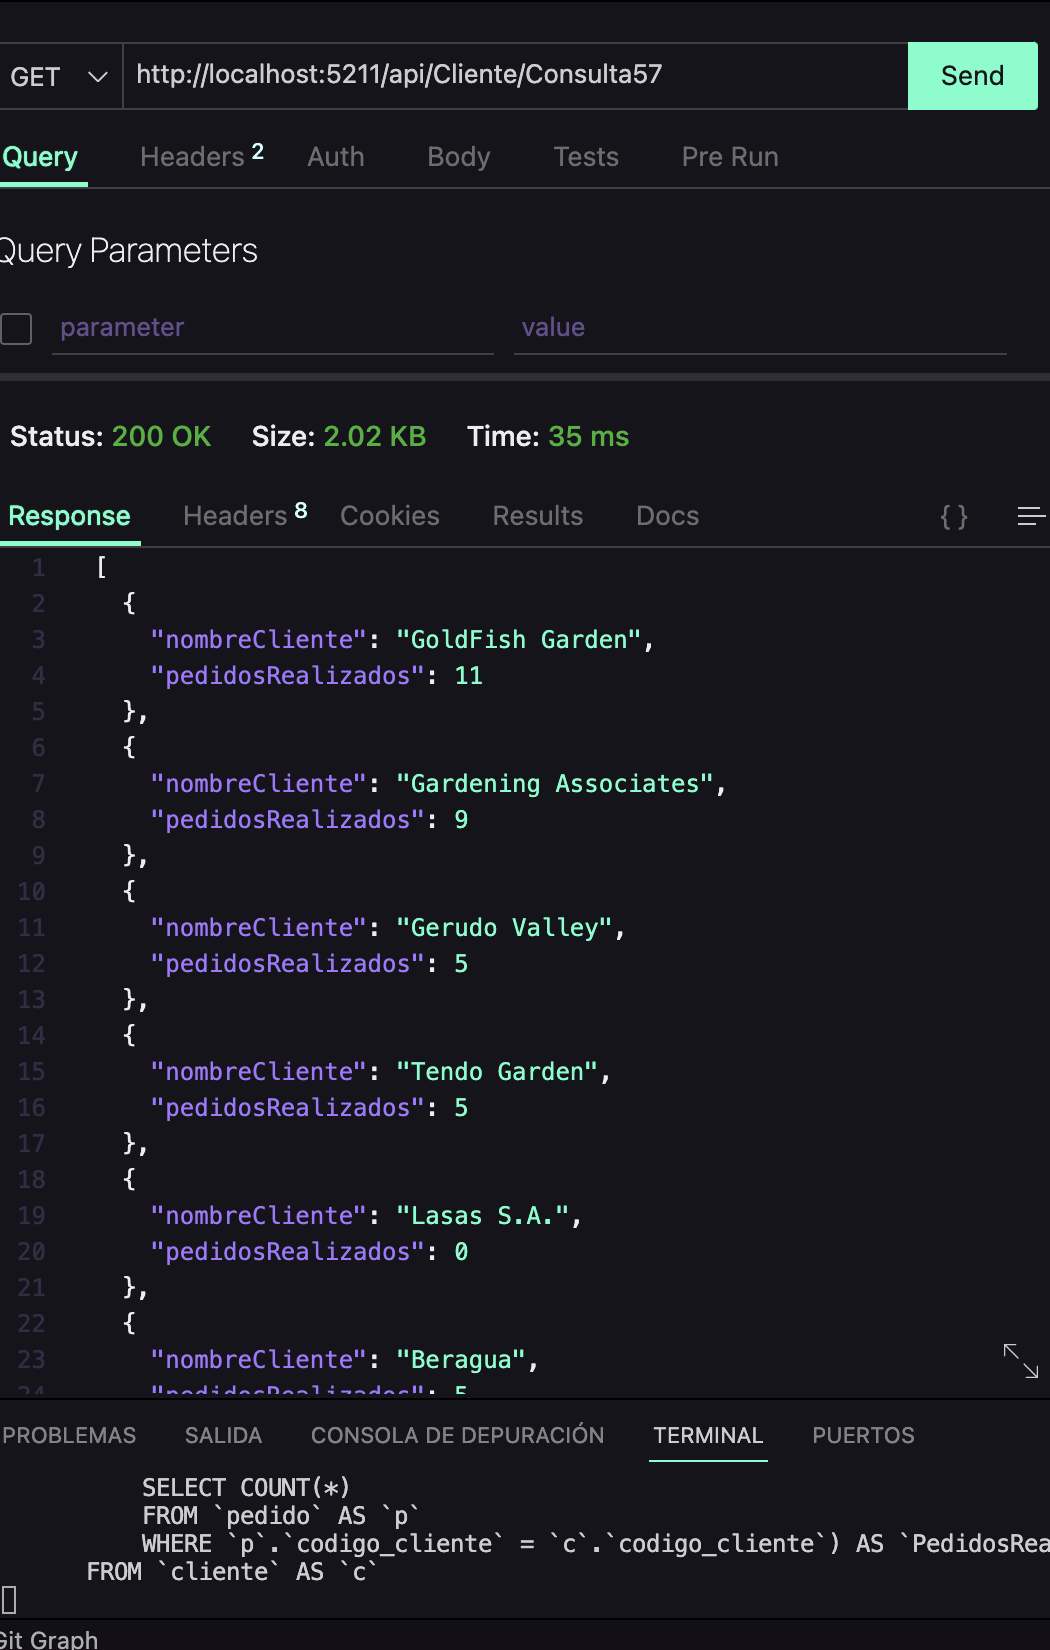 GET http://localhost:5211/api/Cliente/Consulta57 Send
Query Headers 2 Auth Body Tests Pre Run
Query Parameters
parameter value
Status: 200 OK Size: 2.02 KB Time: 35 ms
Response Headers 8 Cookies Results Docs { }
1 [
2 {
3 "nombreCliente": "GoldFish Garden",
4 "pedidosRealizados": 11
5 },
6 {
7 "nombreCliente": "Gardening Associates",
8 "pedidosRealizados": 9
9 },
10 {
11 "nombreCliente": "Gerudo Valley",
12 "pedidosRealizados": 5
13 },
14 {
15 "nombreCliente": "Tendo Garden",
16 "pedidosRealizados": 5
17 },
18 {
19 "nombreCliente": "Lasas S.A.",
20 "pedidosRealizados": 0
21 },
22 {
23 "nombreCliente": "Beragua",
24 "pedidosRealizados": 5
PROBLEMAS SALIDA CONSOLA DE DEPURACIÓN TERMINAL PUERTOS
SELECT COUNT(*)
FROM `pedido` AS `p`
WHERE `p`.`codigo_cliente` = `c`.`codigo_cliente`) AS `PedidosRea
FROM `cliente` AS `c`
Git Graph